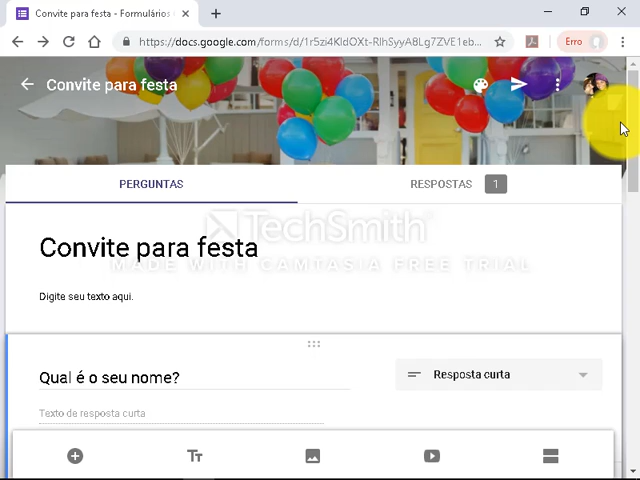 Convite para festa - Formulários
https://docs.google.com/forms/d/1r5zi4KldOXt-RlhSyyA8Lg7ZVE1eb...
Erro
Convite para festa
PERGUNTAS
RESPOSTAS 1
TechSmith
Convite para festa
MADE WITH CAMTASIA FREE TRIAL
Digite seu texto aqui.
Qual é o seu nome?
Resposta curta
Texto de resposta curta
Tт